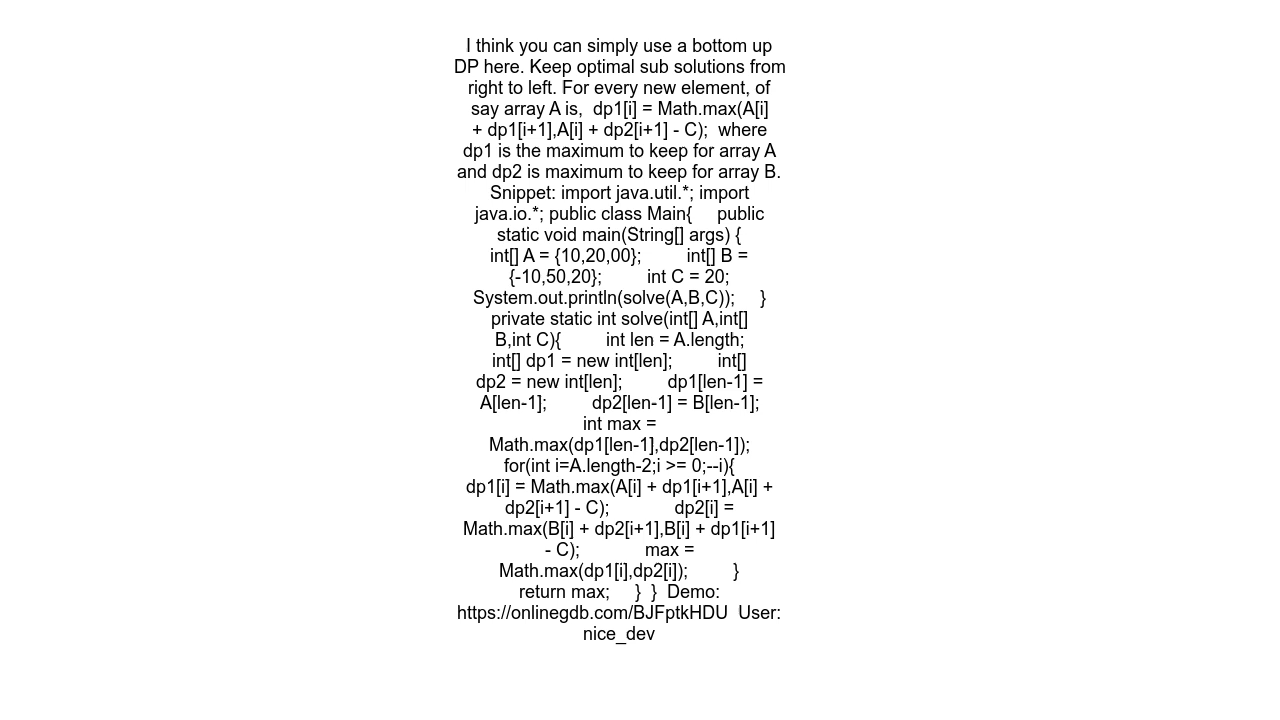 I think you can simply use a bottom up
DP here. Keep optimal sub solutions from
right to left. For every new element, of
say array A is,  dp1[i] = Math.max(A[i]
+ dp1[i+1],A[i] + dp2[i+1] - C);  where
dp1 is the maximum to keep for array A
and dp2 is maximum to keep for array B.
Snippet: import java.util.*; import
java.io.*; public class Main{     public
static void main(String[] args) {
int[] A = {10,20,00};         int[] B =
{-10,50,20};         int C = 20;
System.out.println(solve(A,B,C));     }
private static int solve(int[] A,int[]
B,int C){         int len = A.length;
int[] dp1 = new int[len];         int[]
dp2 = new int[len];         dp1[len-1] =
A[len-1];         dp2[len-1] = B[len-1];
int max =
Math.max(dp1[len-1],dp2[len-1]);
for(int i=A.length-2;i >= 0;--i){
dp1[i] = Math.max(A[i] + dp1[i+1],A[i] +
dp2[i+1] - C);             dp2[i] =
Math.max(B[i] + dp2[i+1],B[i] + dp1[i+1]
- C);             max =
Math.max(dp1[i],dp2[i]);         }
return max;     }  }  Demo:
https://onlinegdb.com/BJFptkHDU  User:
nice_dev